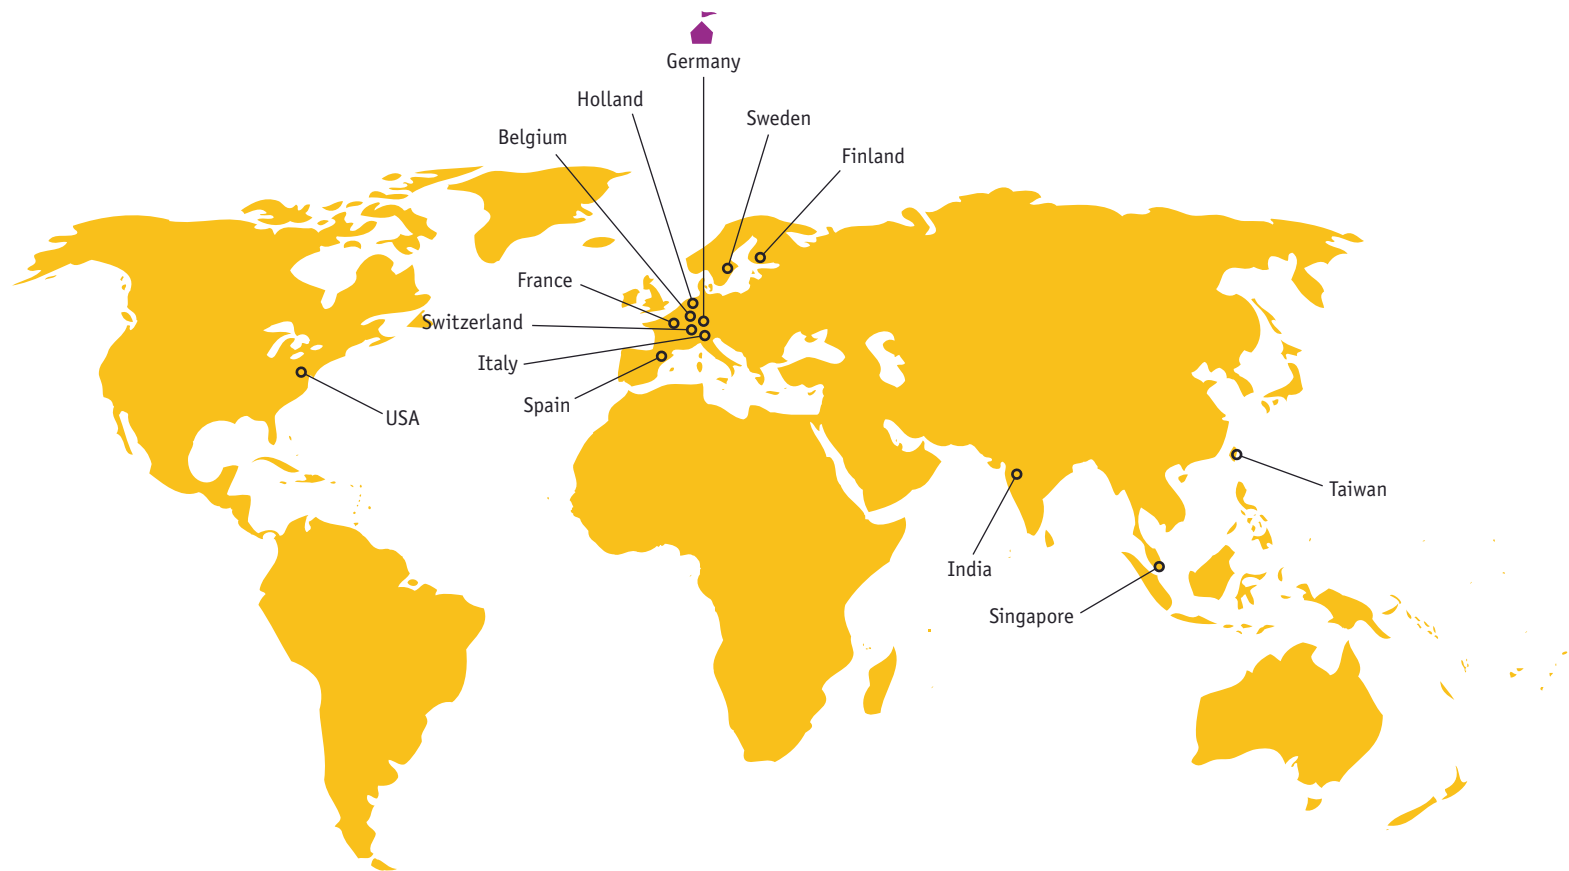 Germany
Holland
Sweden
Belgium
Finland
France
Switzerland
Italy
Spain
USA
Taiwan
India
Singapore